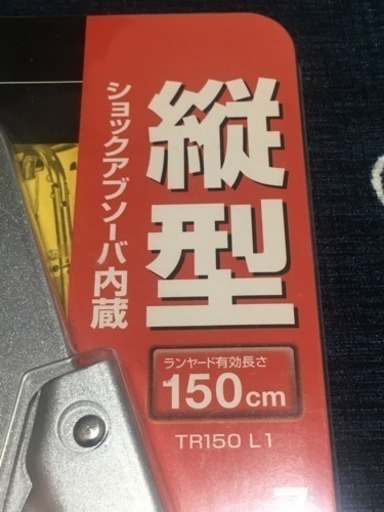 縦型
ショックアブソーバ内蔵
ランヤード有効長さ
150cm
TR150 L1